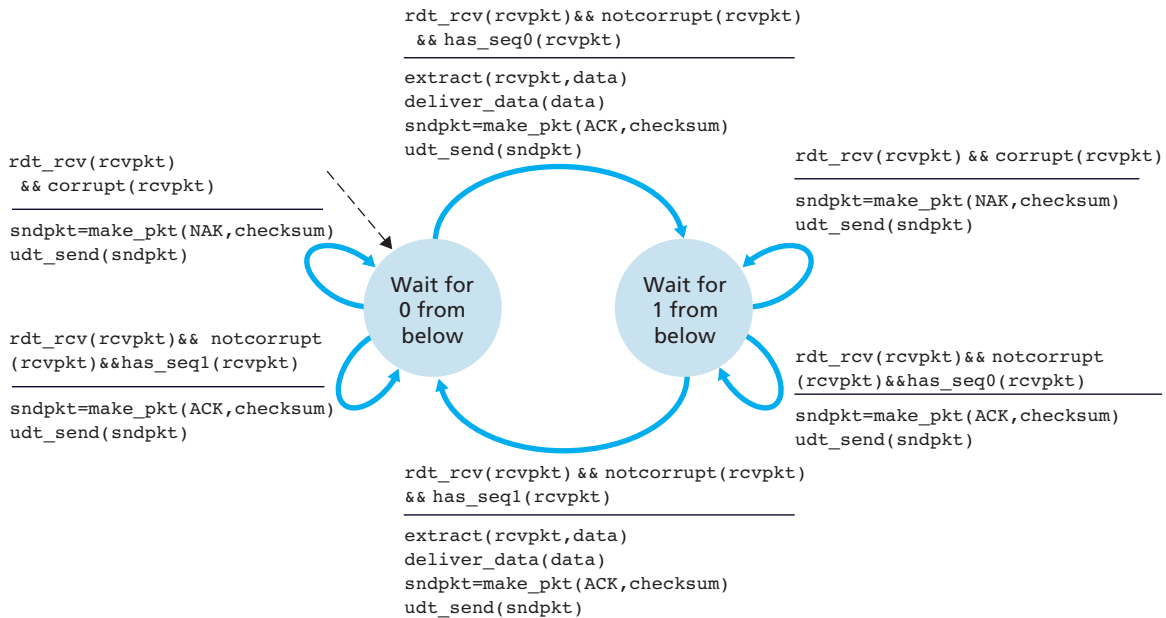 rdt_rcv(rcvpkt)&& notcorrupt(rcvpkt)
&& has_seq0(rcvpkt)
extract(rcvpkt,data)
deliver_data(data)
sndpkt=make_pkt(ACK,checksum)
udt_send(sndpkt)
rdt_rcv(rcvpkt)
&& corrupt(rcvpkt)
sndpkt=make_pkt(NAK,checksum)
udt_send(sndpkt)
rdt_rcv(rcvpkt) && corrupt(rcvpkt)
sndpkt=make_pkt(NAK,checksum)
udt_send(sndpkt)
Wait for
0 from
below
Wait for
1 from
below
rdt_rcv(rcvpkt)&& notcorrupt
(rcvpkt)&&has_seq1(rcvpkt)
sndpkt=make_pkt(ACK,checksum)
udt_send(sndpkt)
rdt_rcv(rcvpkt)&& notcorrupt
(rcvpkt)&&has_seq0(rcvpkt)
sndpkt=make_pkt(ACK,checksum)
udt_send(sndpkt)
rdt_rcv(rcvpkt) && notcorrupt(rcvpkt)
&& has_seq1(rcvpkt)
extract(rcvpkt,data)
deliver_data(data)
sndpkt=make_pkt(ACK,checksum)
udt_send(sndpkt)